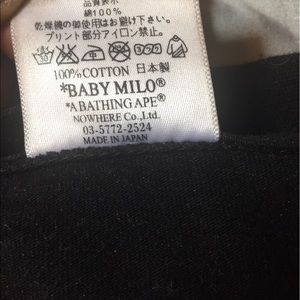 品質表示
綿100%
乾燥機の御使用はお避け下さい。
プリント部分アイロン禁止。
100%COTTON 日本製
*BABY MILO®
*A BATHING APE®
NOWHERE Co.,Ltd.
03-5772-2524
MADE IN JAPAN